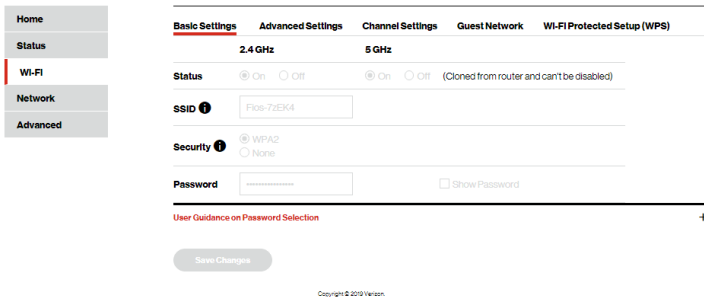 Home
Status
WI-FI
Network
Advanced
Basic Settings Advanced Settings Channel Settings Guest Network WI-FI Protected Setup (WPS)
2.4 GHz 5 GHz
Status On Off On Off (Cloned from router and can't be disabled)
SSID Fios-7zEK4
Security WPA2
None
Password Show Password
User Guidance on Password Selection +
Save Changes
Copyright © 2019 Verizon.